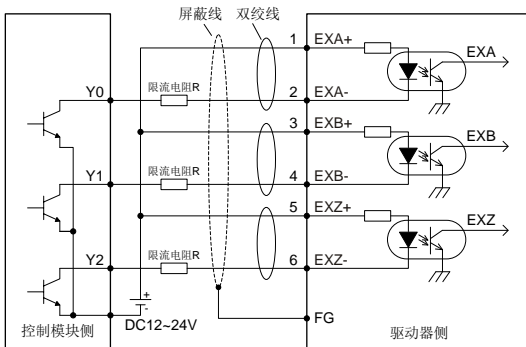 屏蔽线 双绞线
1 EXA+
EXA
Y0 限流电阻R 2 EXA-
3 EXB+
EXB
Y1 限流电阻R 4 EXB-
5 EXZ+
EXZ
Y2 限流电阻R 6 EXZ-
+
-
DC12~24V
FG
控制模块侧
驱动器侧